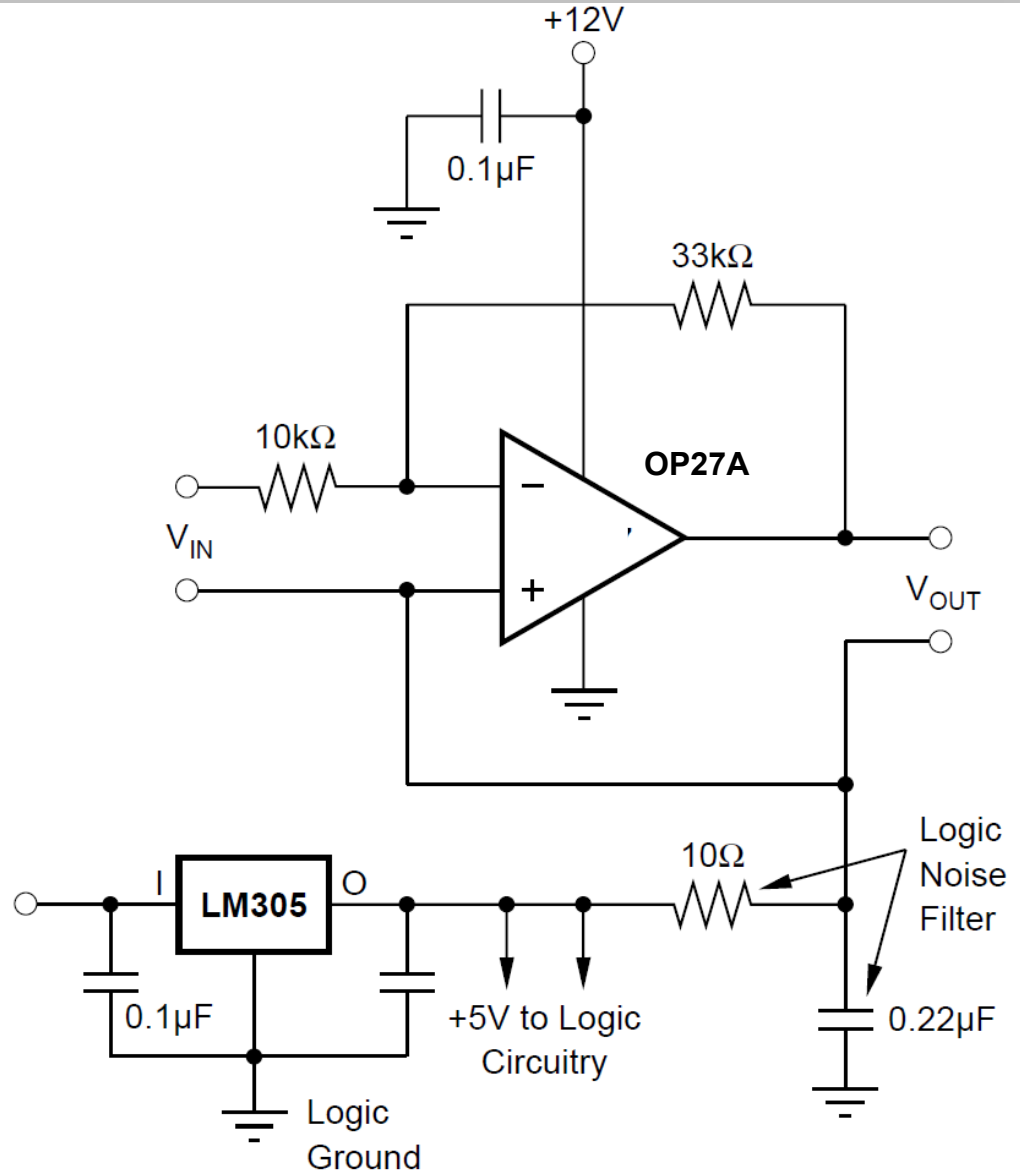 +12V
0.1µF
33kΩ
10kΩ
OP27A
−
VIN
+
VOUT
Logic
Noise
Filter
10Ω
I
LM305
O
0.1µF
+5V to Logic
Circuitry
0.22µF
Logic
Ground